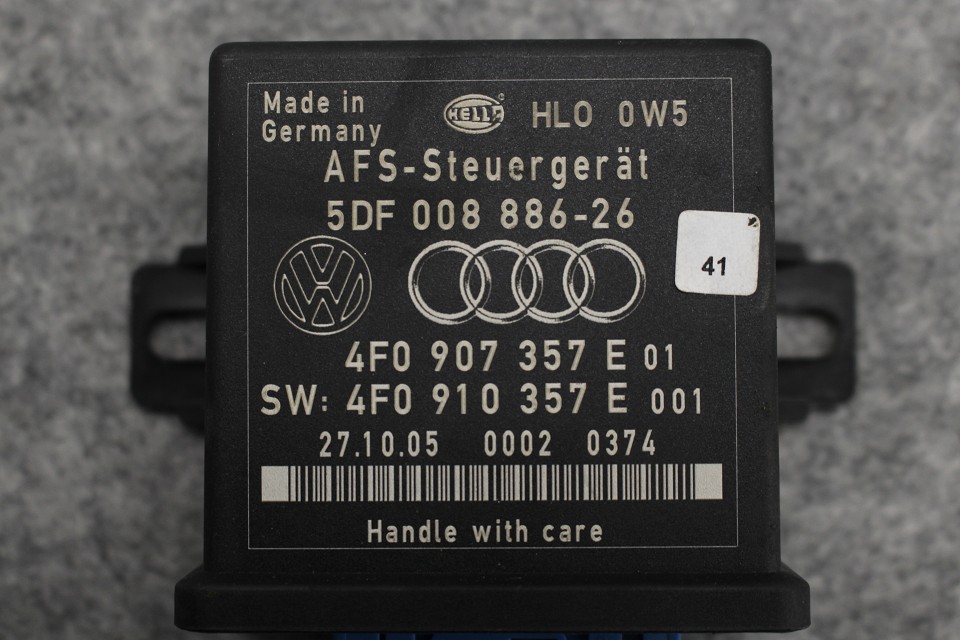 Made in
Germany
HELLA HLO 0W5
AFS-Steuergerät
5DF 008 886-26
41
4F0 907 357 E 01
SW: 4F0 910 357 E 001
27.10.05 0002 0374
Handle with care